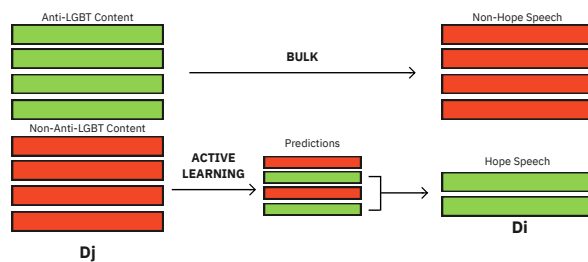 Anti-LGBT Content
Non-Hope Speech
BULK
Non-Anti-LGBT Content
Predictions
ACTIVE
LEARNING
Hope Speech
Di
Dj